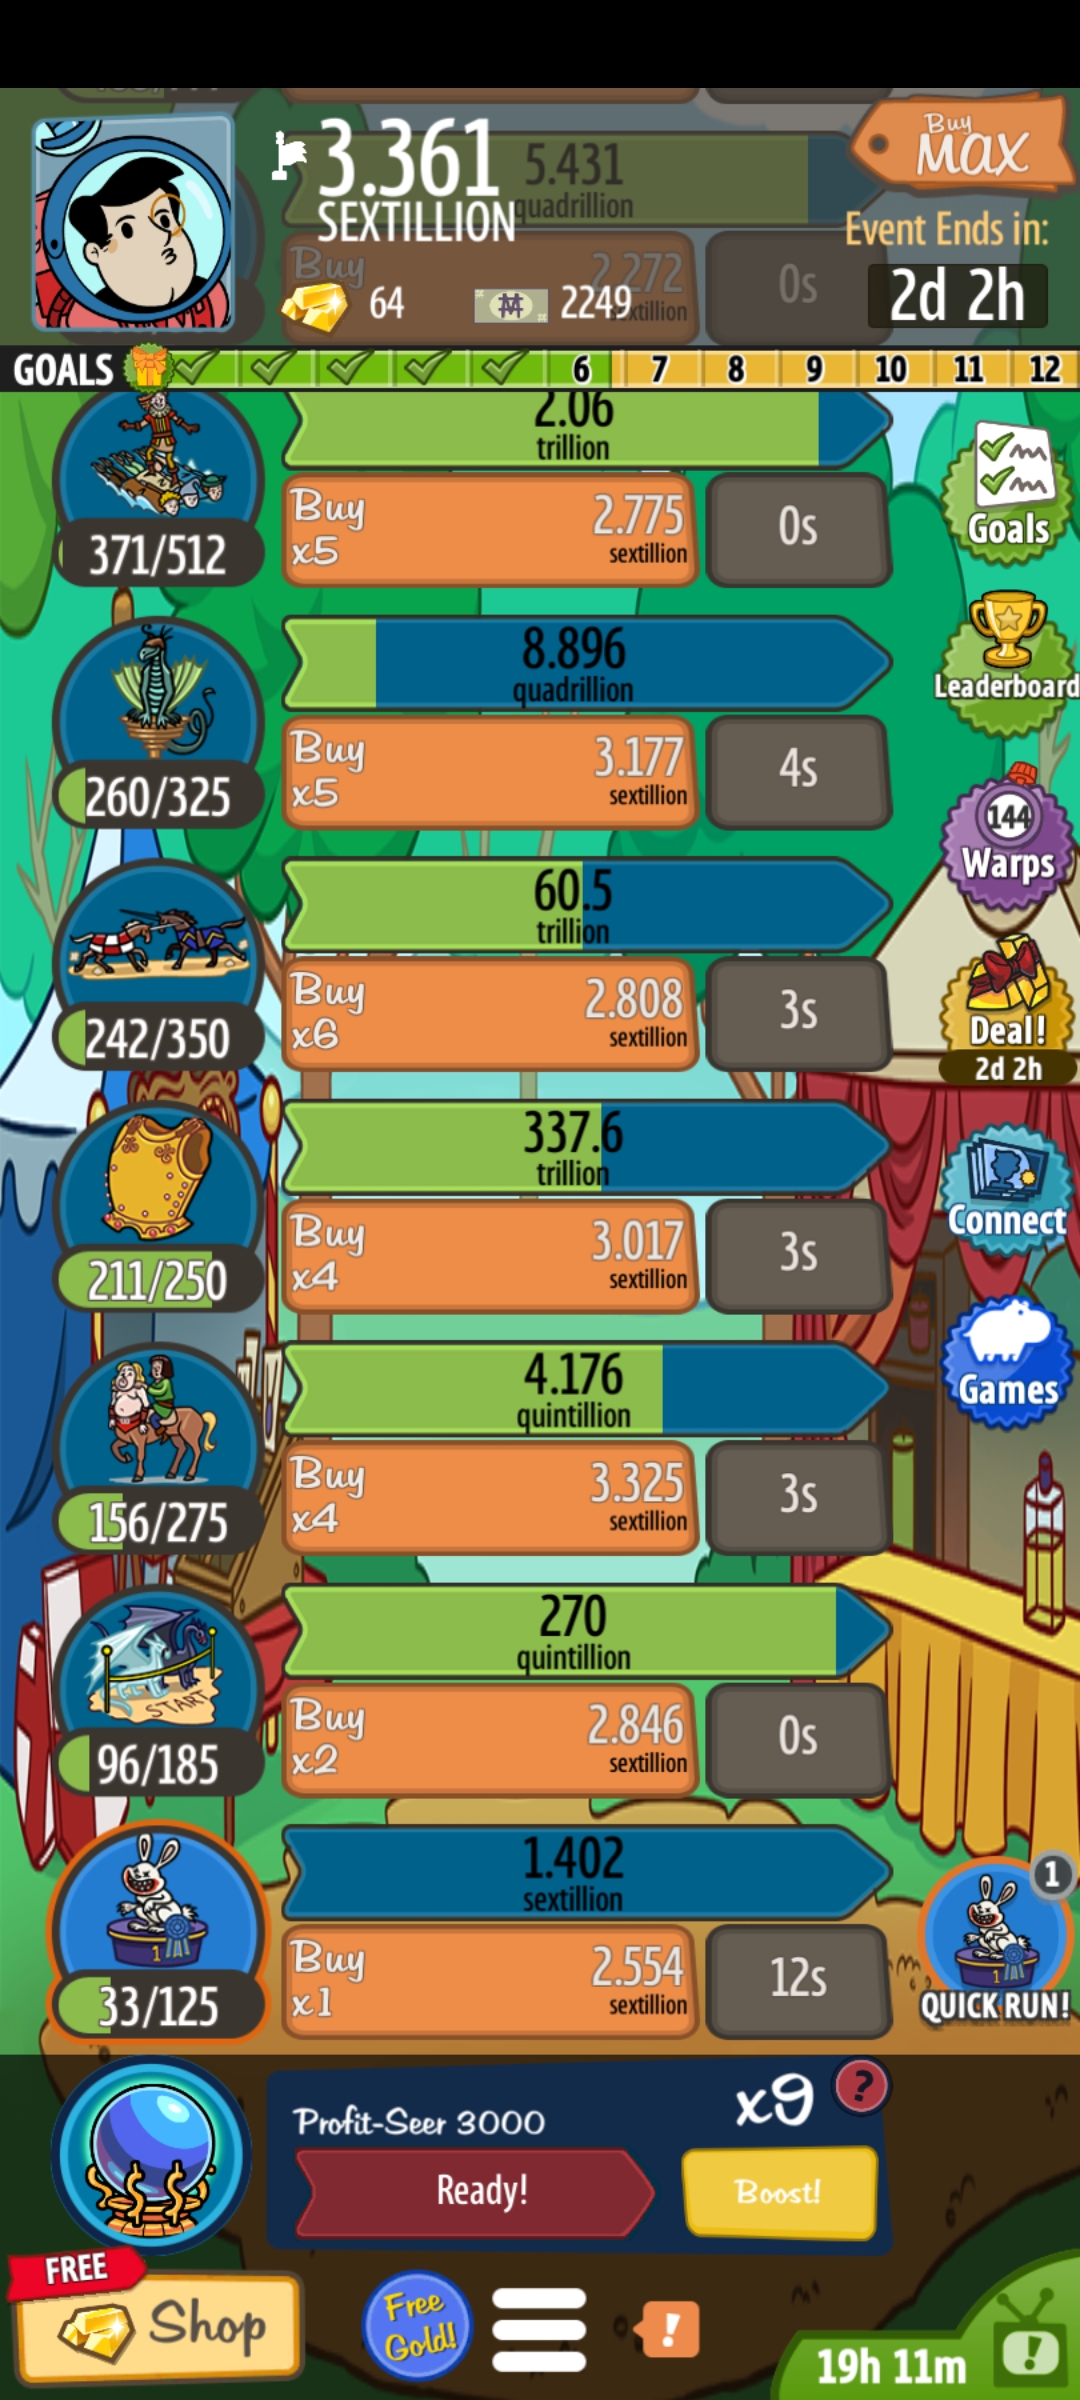 3.361
SEXTILLION
5.431
quadrillion
Buy
MAX
Event Ends in:
2d 2h
Buy
2.272
sextillion
0s
64
2249
GOALS
6
7
8
9
10
11
12
2.06
trillion
371/512
Buy
x5
2.775
sextillion
0s
Goals
8.896
quadrillion
Leaderboard
260/325
Buy
x5
3.177
sextillion
4s
144
Warps
60.5
trillion
242/350
Buy
x6
2.808
sextillion
3s
Deal!
2d 2h
337.6
trillion
211/250
Buy
x4
3.017
sextillion
3s
Connect
4.176
quintillion
Games
156/275
Buy
x4
3.325
sextillion
3s
270
quintillion
START
96/185
Buy
x2
2.846
sextillion
0s
1.402
sextillion
1
1
1
33/125
Buy
x1
2.554
sextillion
12s
QUICK RUN!
Profit-Seer 3000
x9
?
Ready!
Boost!
FREE
Shop
Free
Gold!
!
19h 11m
!